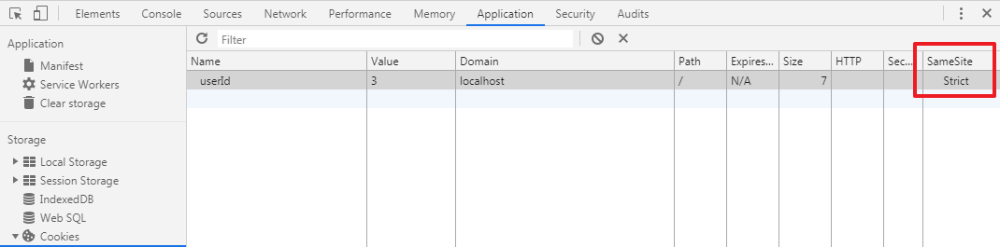 Elements Console Sources Network Performance Memory Application Security Audits
Application
Manifest
Service Workers
Clear storage
Storage
Local Storage
Session Storage
IndexedDB
Web SQL
Cookies
Filter
Name Value Domain Path Expires... Size HTTP Sec... SameSite
userId 3 localhost / N/A 7 Strict